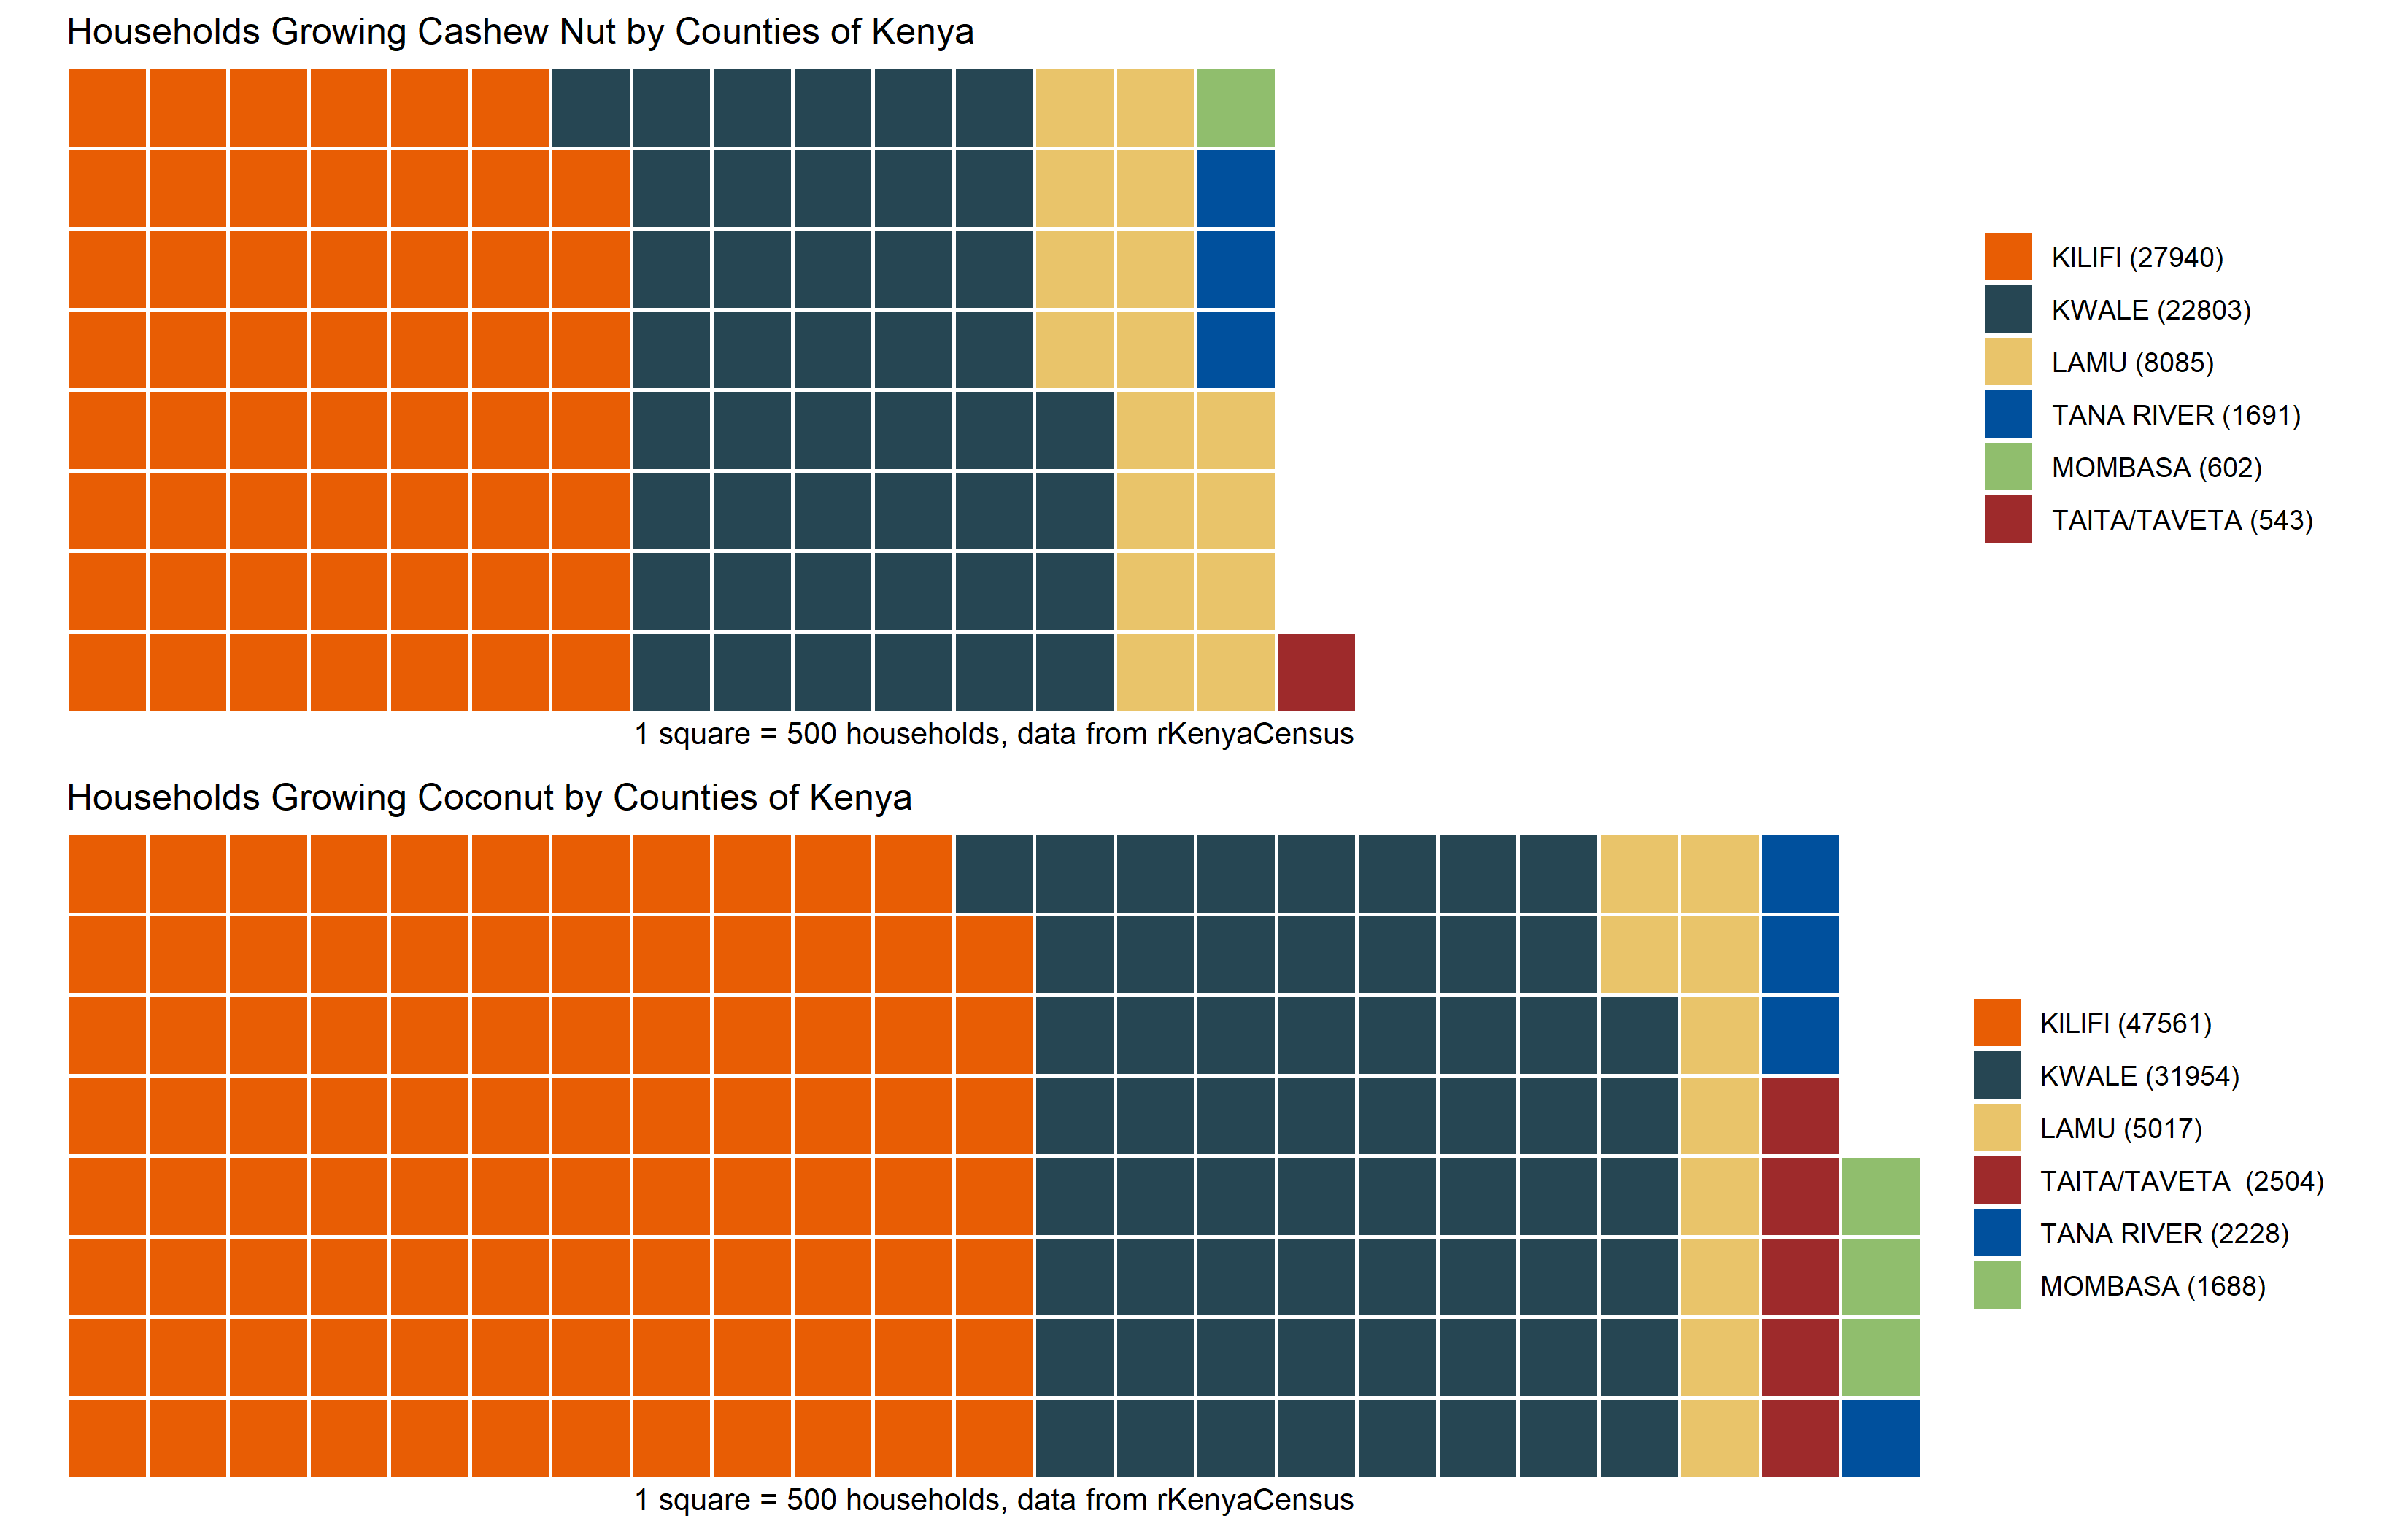 Households Growing Cashew Nut by Counties of Kenya
KILIFI (27940)
KWALE (22803)
LAMU (8085)
TANA RIVER (1691)
MOMBASA (602)
TAITA/TAVETA (543)
1 square = 500 households, data from rKenyaCensus
Households Growing Coconut by Counties of Kenya
KILIFI (47561)
KWALE (31954)
LAMU (5017)
TAITA/TAVETA  (2504)
TANA RIVER (2228)
MOMBASA (1688)
1 square = 500 households, data from rKenyaCensus